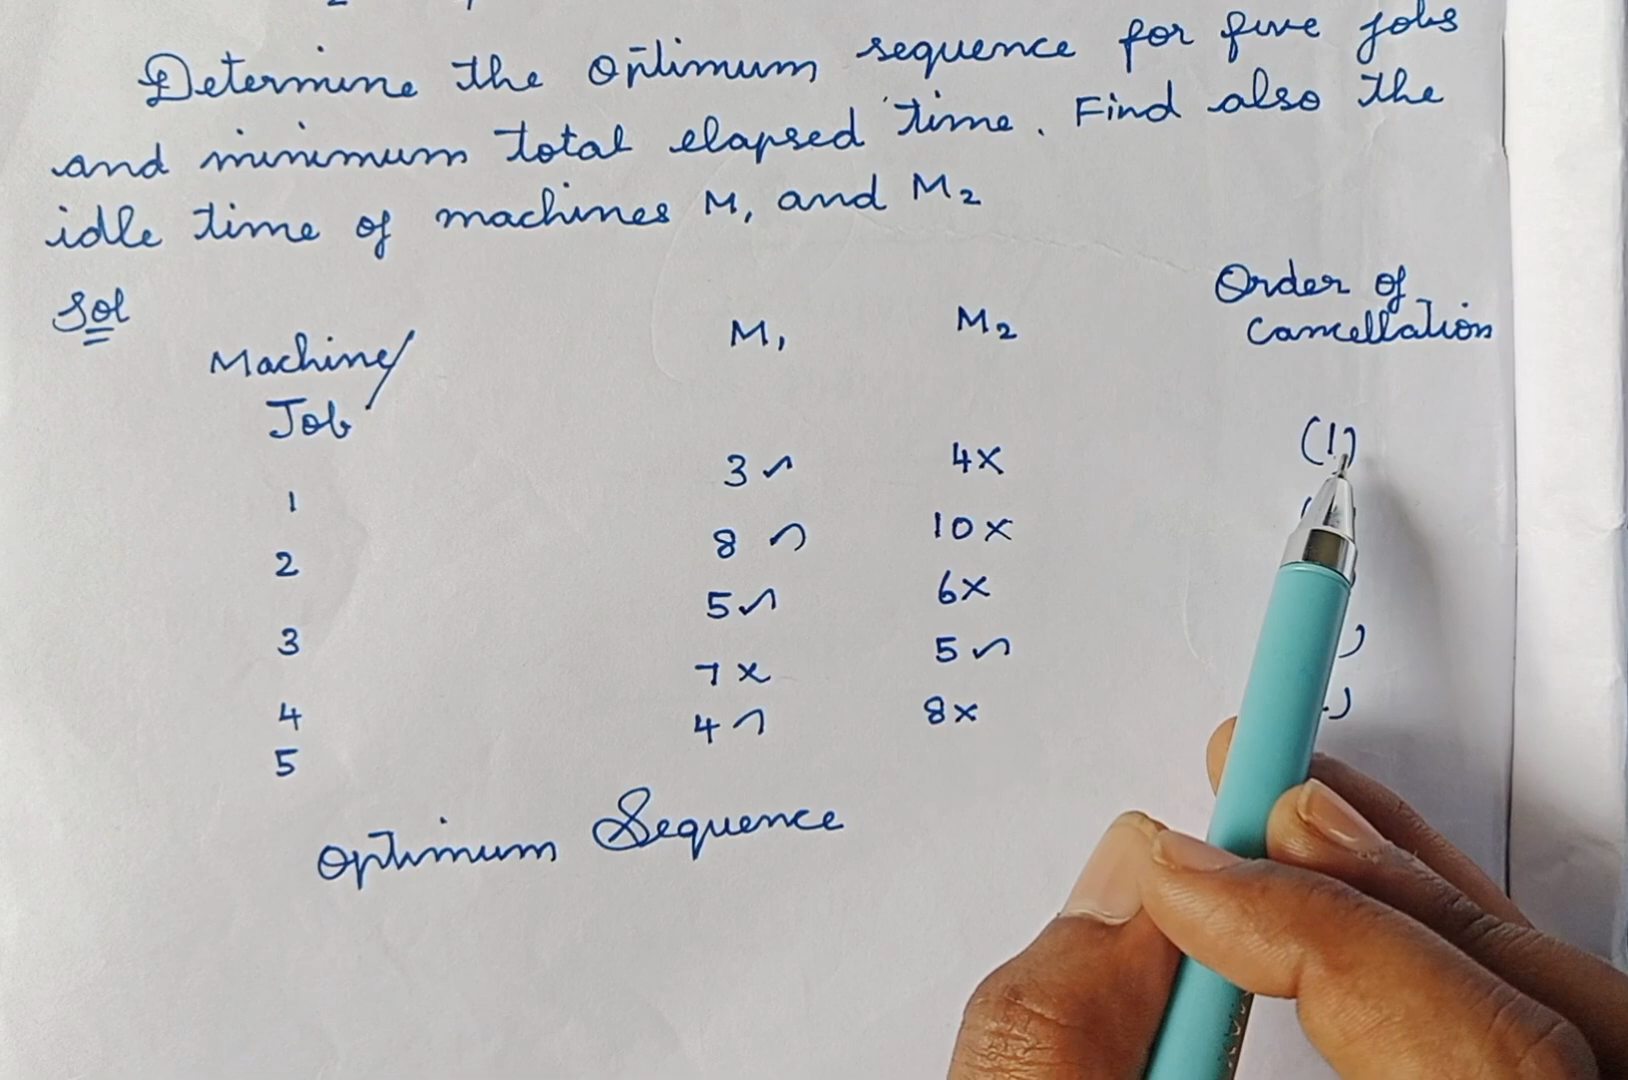 Determine the optimum sequence for five jobs
and minimum total elapsed time. Find also the
idle time of machines M₁ and M₂
Sol
Machine/ M₁ M₂ Order of
Job Cancellation
1 3 ✓ 4 x (1)
2 8 ✓ 10 x
3 5 ✓ 6 x
4 7 x 5 ✓
5 4 ✓ 8 x
Optimum Sequence